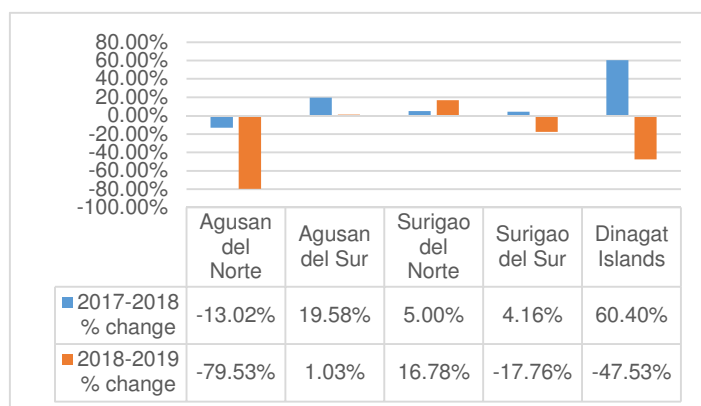 80.00%
60.00%
40.00%
20.00%
0.00%
-20.00%
-40.00%
-60.00%
-80.00%
-100.00%
Agusan del Norte
Agusan del Sur
Surigao del Norte
Surigao del Sur
Dinagat Islands
2017-2018 % change
-13.02% 19.58% 5.00% 4.16% 60.40%
2018-2019 % change
-79.53% 1.03% 16.78% -17.76% -47.53%